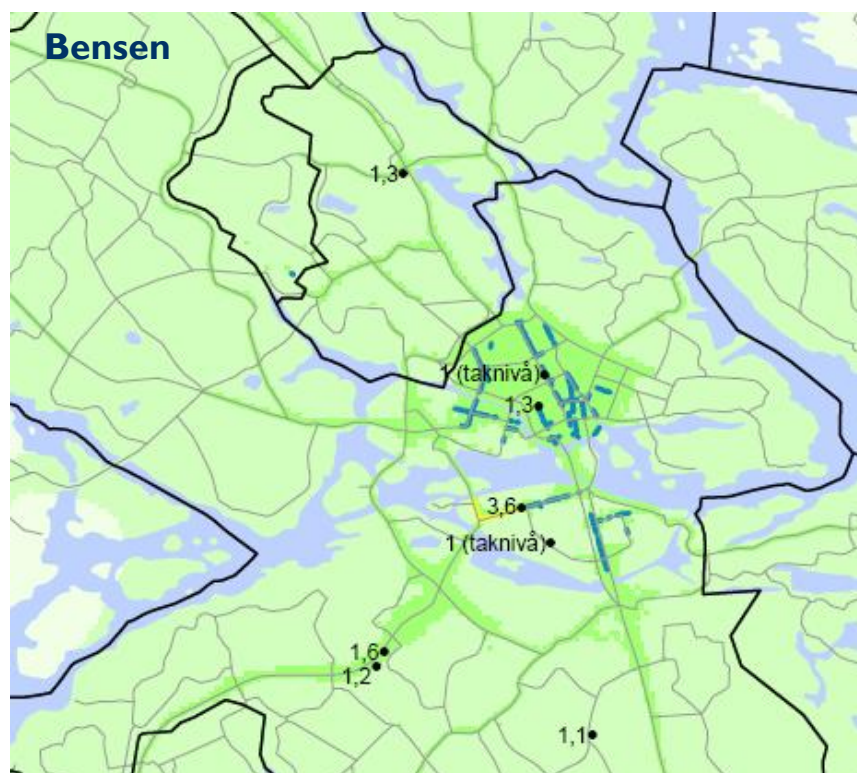 Bensen
1,3
1 (taknivå)
1,3
3,6
1 (taknivå)
1,6
1,2
1,1